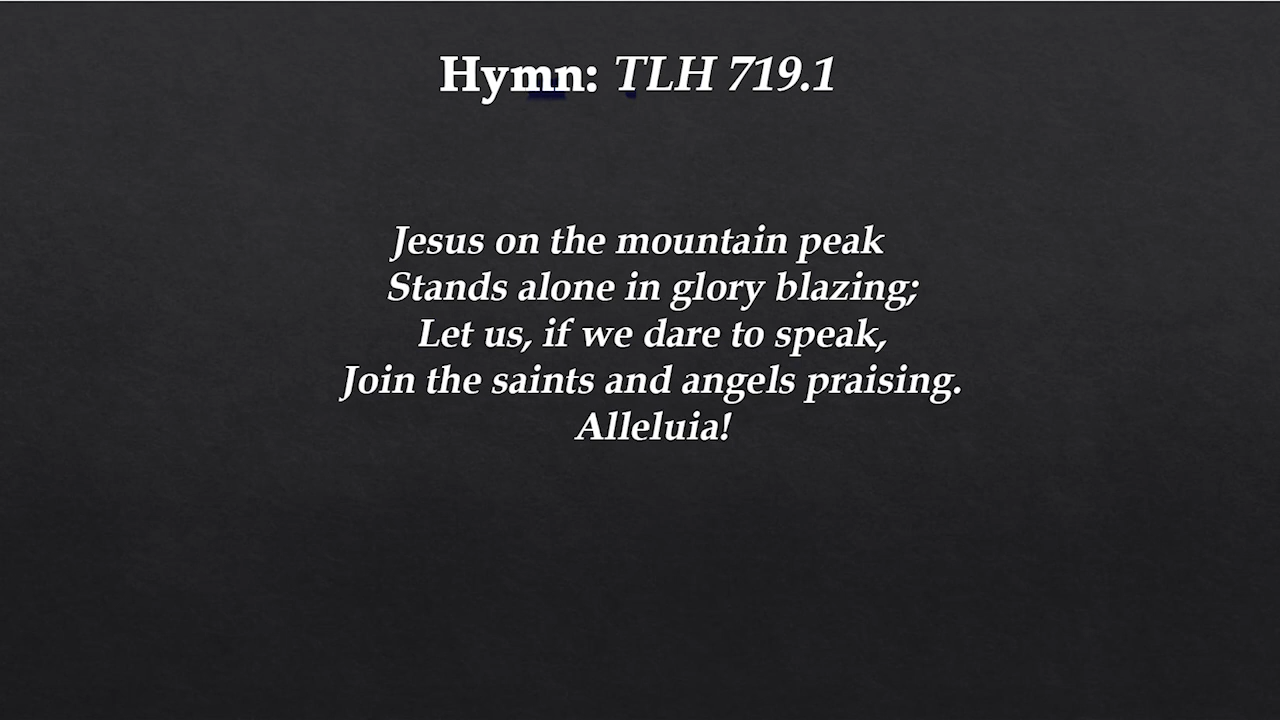 Hymn: TLH 719.1
Jesus on the mountain peak
Stands alone in glory blazing;
Let us, if we dare to speak,
Join the saints and angels praising.
Alleluia!